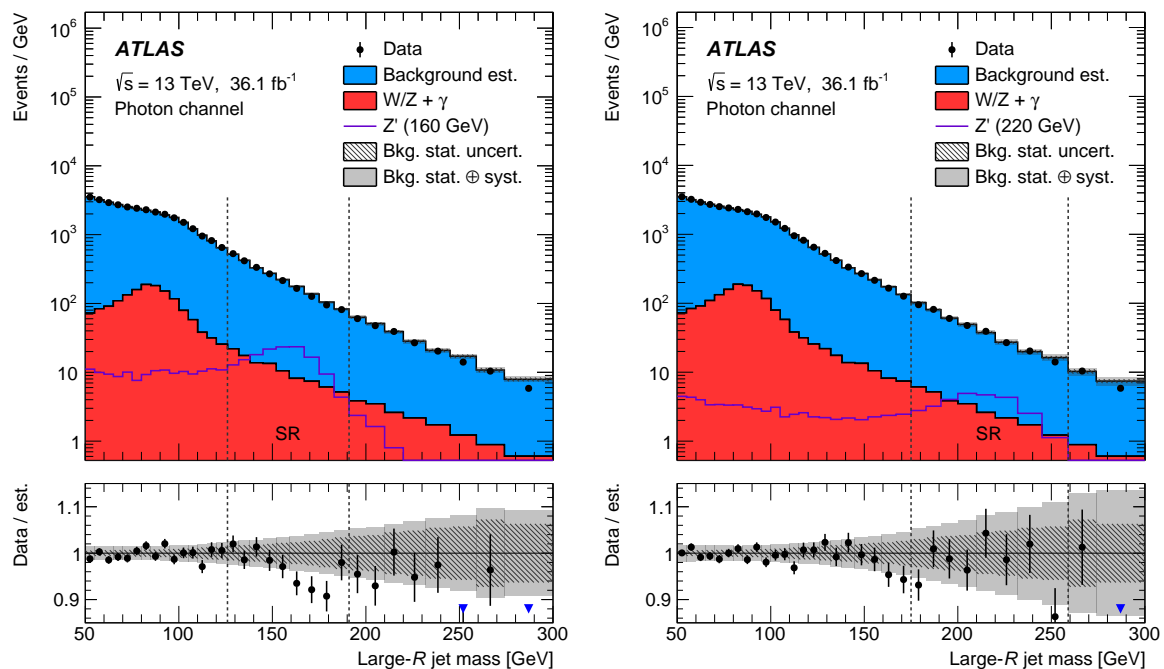 Events / GeV
10⁶
10⁵
10⁴
10³
10²
10
1
ATLAS
√s = 13 TeV, 36.1 fb⁻¹
Photon channel
Data
Background est.
W/Z + γ
Z' (160 GeV)
Bkg. stat. uncert.
Bkg. stat. ⊕ syst.
SR
Data / est.
1.1
1
0.9
50 100 150 200 250 300
Large-R jet mass [GeV]
Events / GeV
10⁶
10⁵
10⁴
10³
10²
10
1
ATLAS
√s = 13 TeV, 36.1 fb⁻¹
Photon channel
Data
Background est.
W/Z + γ
Z' (220 GeV)
Bkg. stat. uncert.
Bkg. stat. ⊕ syst.
SR
Data / est.
1.1
1
0.9
50 100 150 200 250 300
Large-R jet mass [GeV]